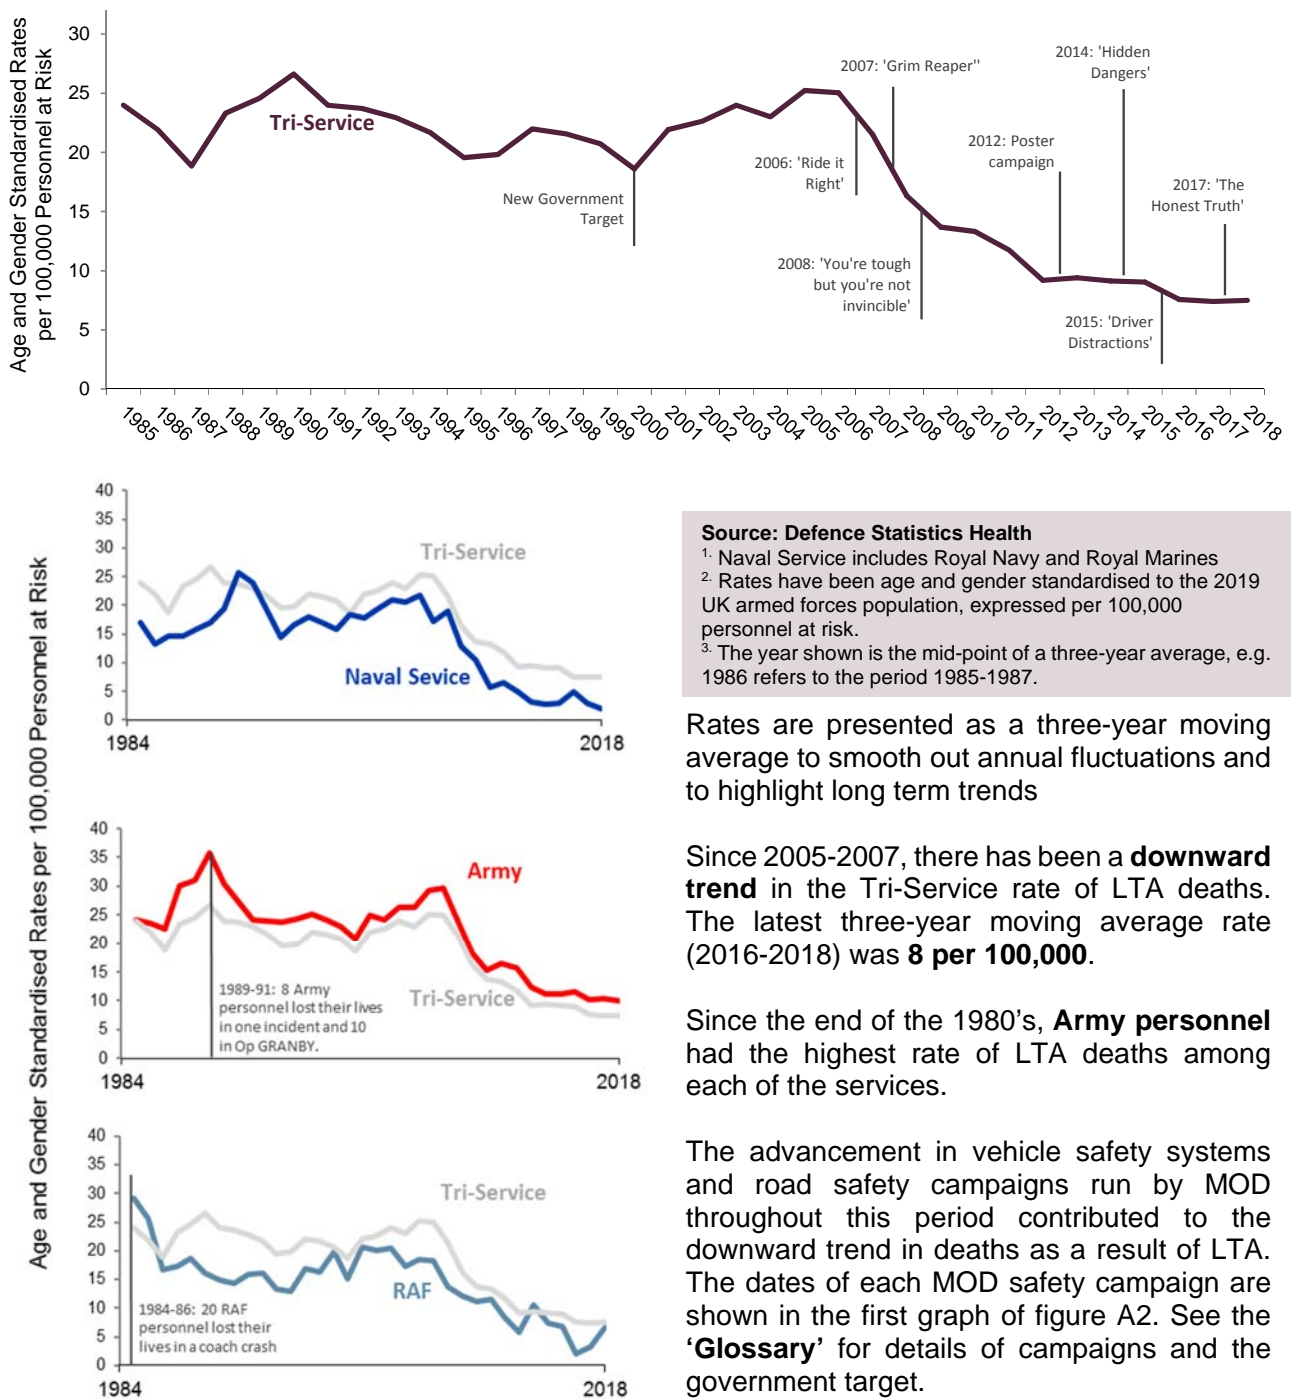 Age and Gender Standardised Rates
per 100,000 Personnel at Risk
30
25
20
15
10
5
0
Tri-Service
New Government
Target
2006: 'Ride it
Right'
2007: 'Grim Reaper''
2008: 'You're tough
but you're not
invincible'
2012: Poster
campaign
2014: 'Hidden
Dangers'
2015: 'Driver
Distractions'
2017: 'The
Honest Truth'
1985
1986
1987
1988
1989
1990
1991
1992
1993
1994
1995
1996
1997
1998
1999
2000
2001
2002
2003
2004
2005
2006
2007
2008
2009
2010
2011
2012
2013
2014
2015
2016
2017
2018
Age and Gender Standardised Rates per 100,000 Personnel at Risk
40
35
30
25
20
15
10
5
0
Tri-Service
Naval Sevice
1984
2018
40
35
30
25
20
15
10
5
0
Army
Tri-Service
1989-91: 8 Army
personnel lost their lives
in one incident and 10
in Op GRANBY.
1984
2018
40
35
30
25
20
15
10
5
0
Tri-Service
RAF
1984-86: 20 RAF
personnel lost their
lives in a coach crash
1984
2018
Source: Defence Statistics Health
1. Naval Service includes Royal Navy and Royal Marines
2. Rates have been age and gender standardised to the 2019
UK armed forces population, expressed per 100,000
personnel at risk.
3. The year shown is the mid-point of a three-year average, e.g.
1986 refers to the period 1985-1987.
Rates are presented as a three-year moving
average to smooth out annual fluctuations and
to highlight long term trends
Since 2005-2007, there has been a downward
trend in the Tri-Service rate of LTA deaths.
The latest three-year moving average rate
(2016-2018) was 8 per 100,000.
Since the end of the 1980's, Army personnel
had the highest rate of LTA deaths among
each of the services.
The advancement in vehicle safety systems
and road safety campaigns run by MOD
throughout this period contributed to the
downward trend in deaths as a result of LTA.
The dates of each MOD safety campaign are
shown in the first graph of figure A2. See the
'Glossary' for details of campaigns and the
government target.